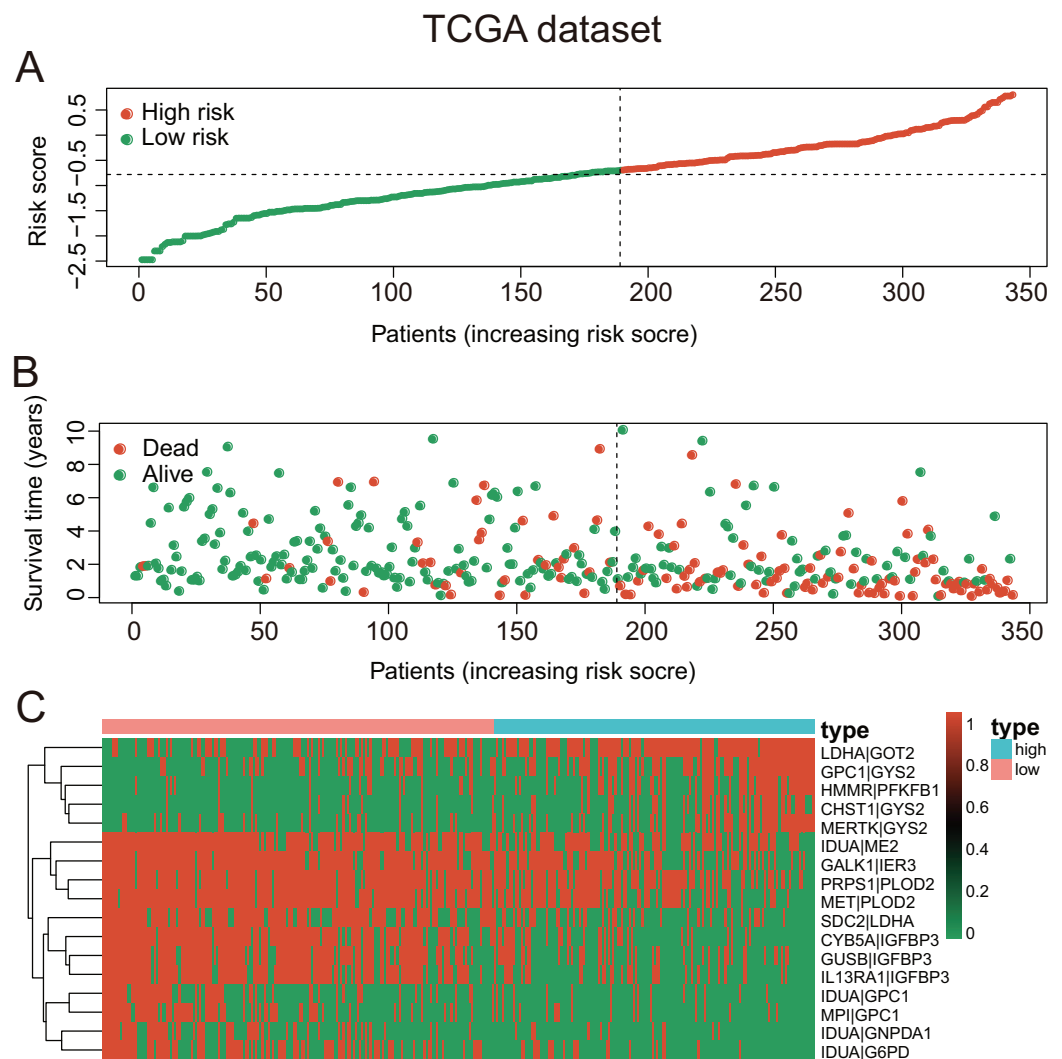 TCGA dataset
A
High risk
Low risk
Risk score
0.5
−0.5
−1.5
−2.5
0 50 100 150 200 250 300 350
Patients (increasing risk socre)
B
Dead
Alive
Survival time (years)
10
8
6
4
2
0
0 50 100 150 200 250 300 350
Patients (increasing risk socre)
C
type
LDHA|GOT2
GPC1|GYS2
HMMR|PFKFB1
CHST1|GYS2
MERTK|GYS2
IDUA|ME2
GALK1|IER3
PRPS1|PLOD2
MET|PLOD2
SDC2|LDHA
CYB5A|IGFBP3
GUSB|IGFBP3
IL13RA1|IGFBP3
IDUA|GPC1
MPI|GPC1
IDUA|GNPDA1
IDUA|G6PD
1
0.8
0.6
0.4
0.2
0
type
high
low